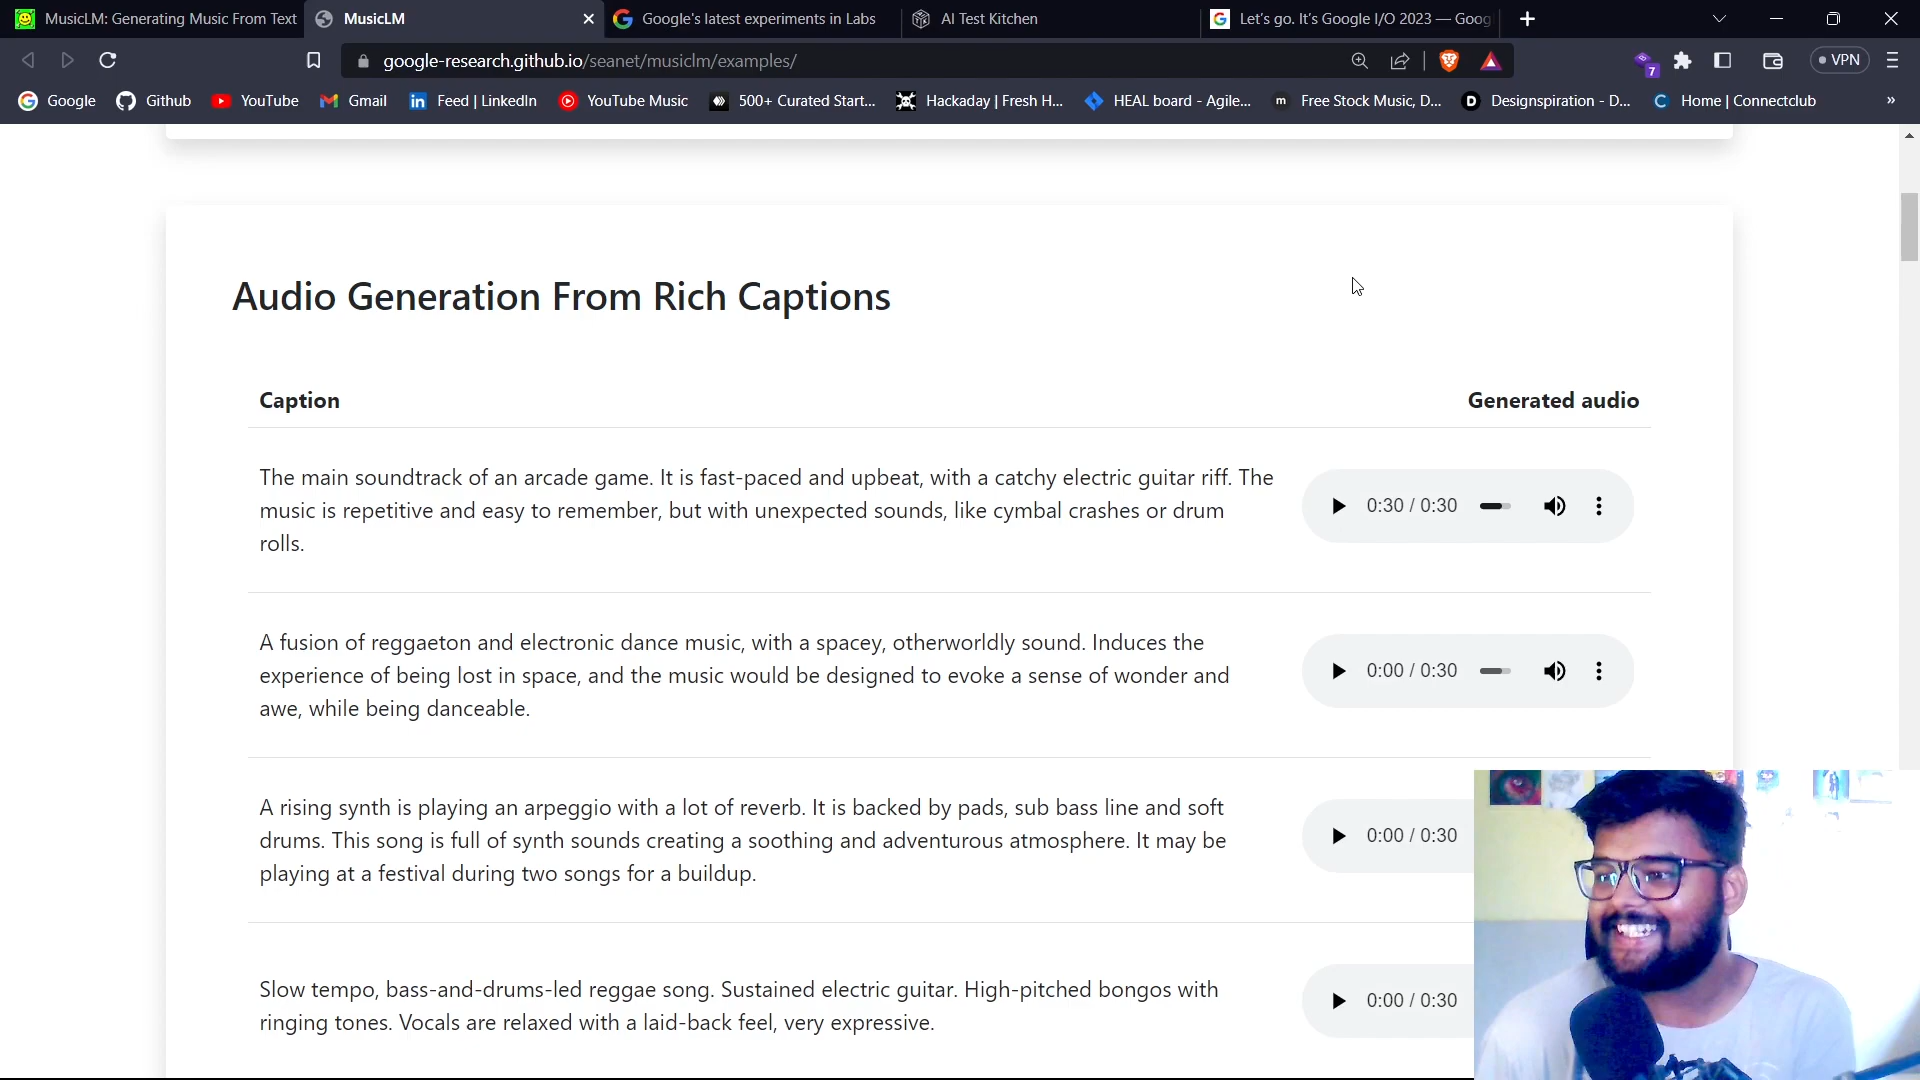 MusicLM: Generating Music From Text
MusicLM
Google's latest experiments in Labs
AI Test Kitchen
Let's go. It's Google I/O 2023 — Goog
google-research.github.io/seanet/musiclm/examples/
7
VPN
Google
Github
YouTube
Gmail
Feed | LinkedIn
YouTube Music
500+ Curated Start...
Hackaday | Fresh H...
HEAL board - Agile...
Free Stock Music, D...
Designspiration - D...
Home | Connectclub
»
Audio Generation From Rich Captions
Caption
Generated audio
The main soundtrack of an arcade game. It is fast-paced and upbeat, with a catchy electric guitar riff. The
music is repetitive and easy to remember, but with unexpected sounds, like cymbal crashes or drum
rolls.
0:30 / 0:30
A fusion of reggaeton and electronic dance music, with a spacey, otherworldly sound. Induces the
experience of being lost in space, and the music would be designed to evoke a sense of wonder and
awe, while being danceable.
0:00 / 0:30
A rising synth is playing an arpeggio with a lot of reverb. It is backed by pads, sub bass line and soft
drums. This song is full of synth sounds creating a soothing and adventurous atmosphere. It may be
playing at a festival during two songs for a buildup.
0:00 / 0:30
Slow tempo, bass-and-drums-led reggae song. Sustained electric guitar. High-pitched bongos with
ringing tones. Vocals are relaxed with a laid-back feel, very expressive.
0:00 / 0:30